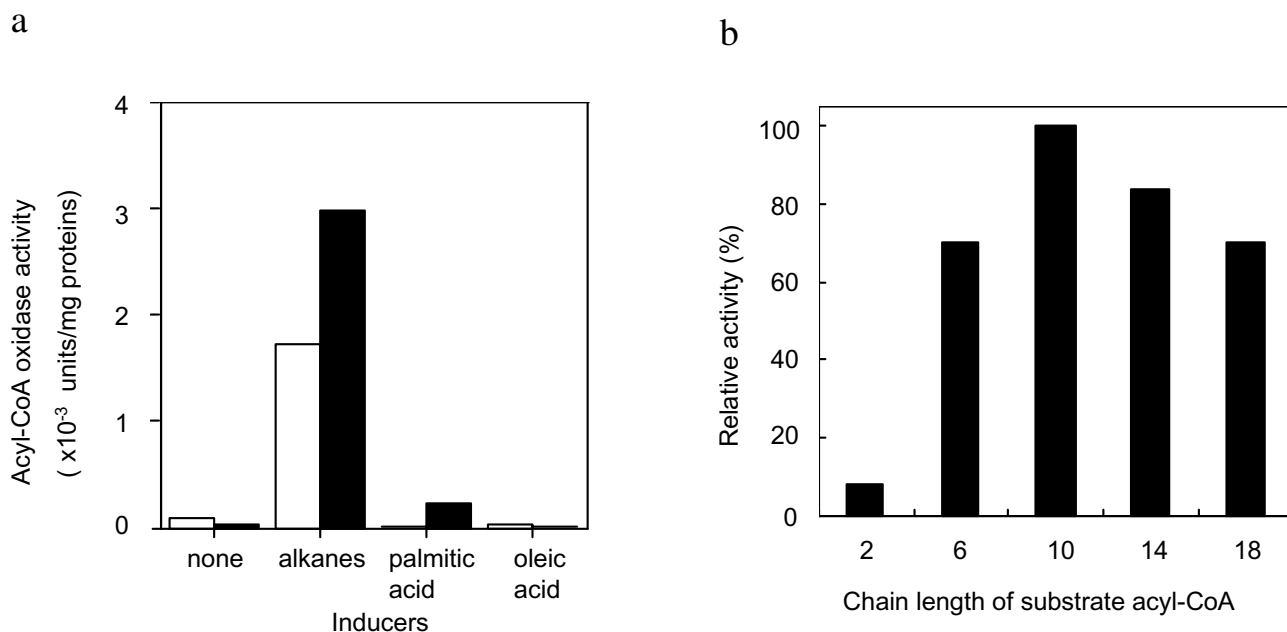 a
Acyl-CoA oxidase activity
( x10⁻³ units/mg proteins)
4
3
2
1
0
none alkanes palmitic acid oleic acid
Inducers
b
Relative activity (%)
100
80
60
40
20
0
2 6 10 14 18
Chain length of substrate acyl-CoA